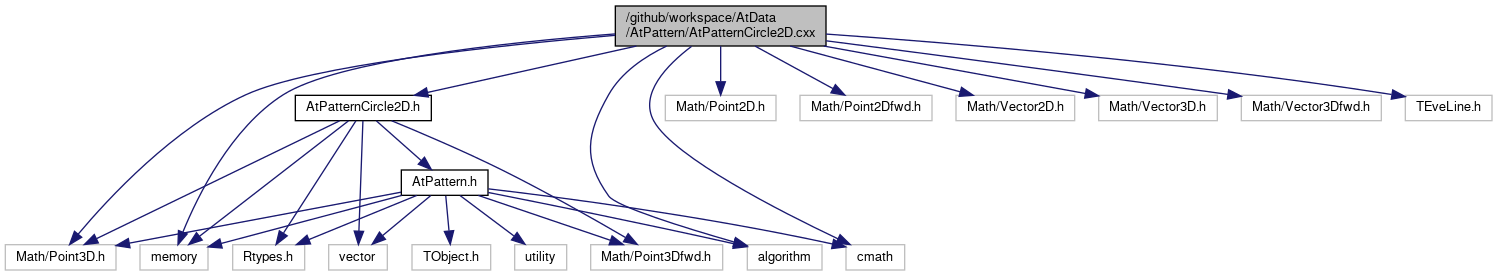 /github/workspace/AtData
/AtPattern/AtPatternCircle2D.cxx
AtPatternCircle2D.h
Math/Point2D.h
Math/Point2Dfwd.h
Math/Vector2D.h
Math/Vector3D.h
Math/Vector3Dfwd.h
TEveLine.h
AtPattern.h
Math/Point3D.h
memory
Rtypes.h
vector
TObject.h
utility
Math/Point3Dfwd.h
algorithm
cmath